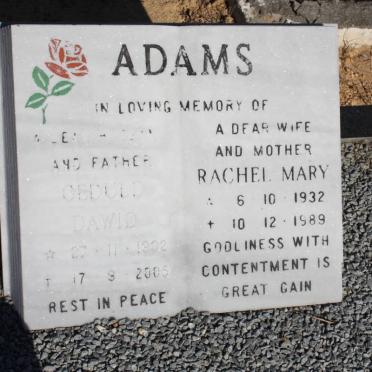 ADAMS
IN LOVING MEMORY OF
AND FATHER
DAWID
17 · 9 · 2005
REST IN PEACE
A DEAR WIFE
AND MOTHER
RACHEL MARY
6 · 10 · 1932
+ 10 · 12 · 1989
GODLINESS WITH
CONTENTMENT IS
GREAT GAIN